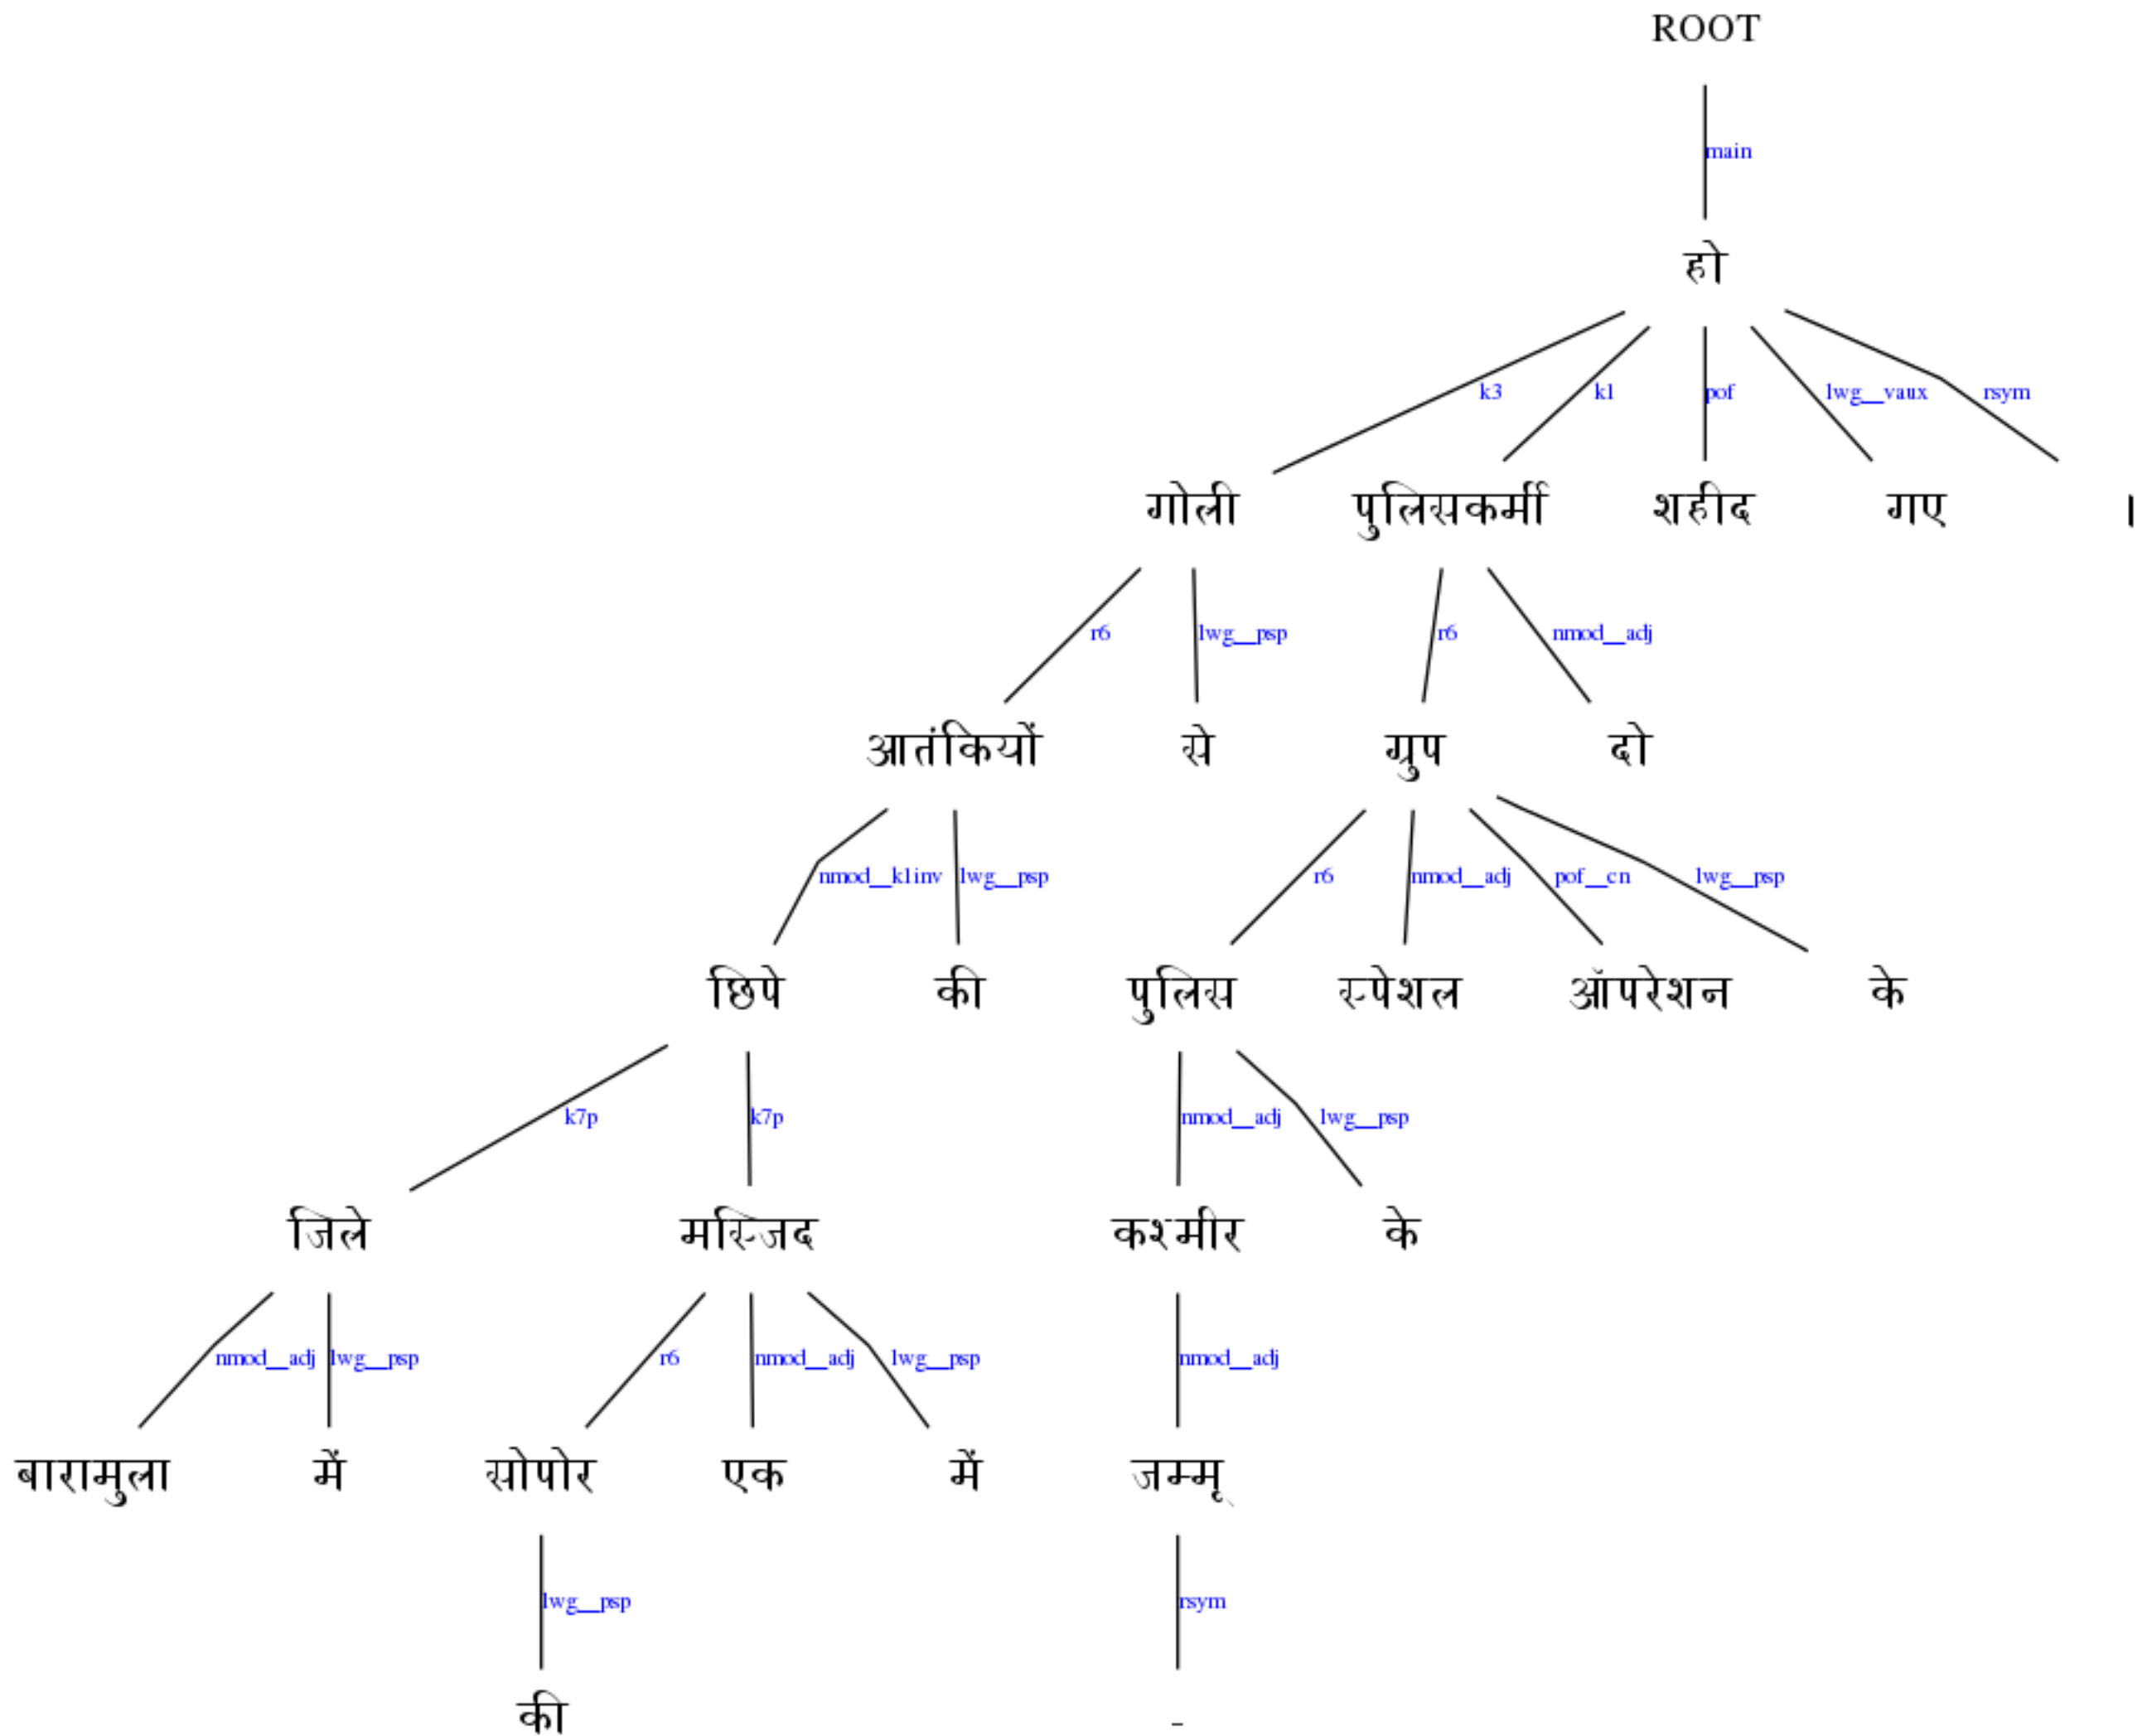 ROOT
main
हो
k3 k1 pof lwg__vaux rsym
गोली पुलिसकर्मी शहीद गए ।
r6 lwg__psp r6 nmod__adj
आतंकियों से ग्रुप दो
nmod__k1inv lwg__psp r6 nmod__adj pof__cn lwg__psp
छिपे की पुलिस स्पेशल ऑपरेशन के
k7p k7p nmod__adj lwg__psp
जिले मस्जिद कश्मीर के
nmod__adj lwg__psp r6 nmod__adj lwg__psp nmod__adj
बारामुला में सोपोर एक में जम्मू
lwg__psp rsym
की -